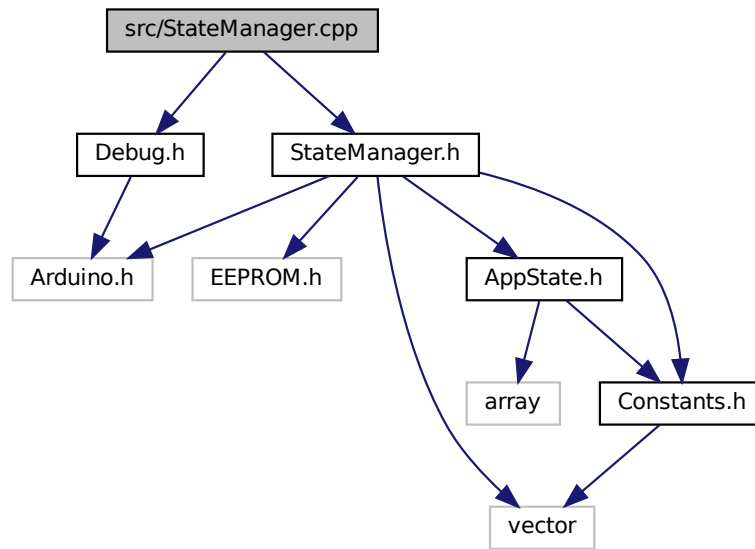 src/StateManager.cpp
Debug.h
StateManager.h
Arduino.h
EEPROM.h
AppState.h
array
Constants.h
vector